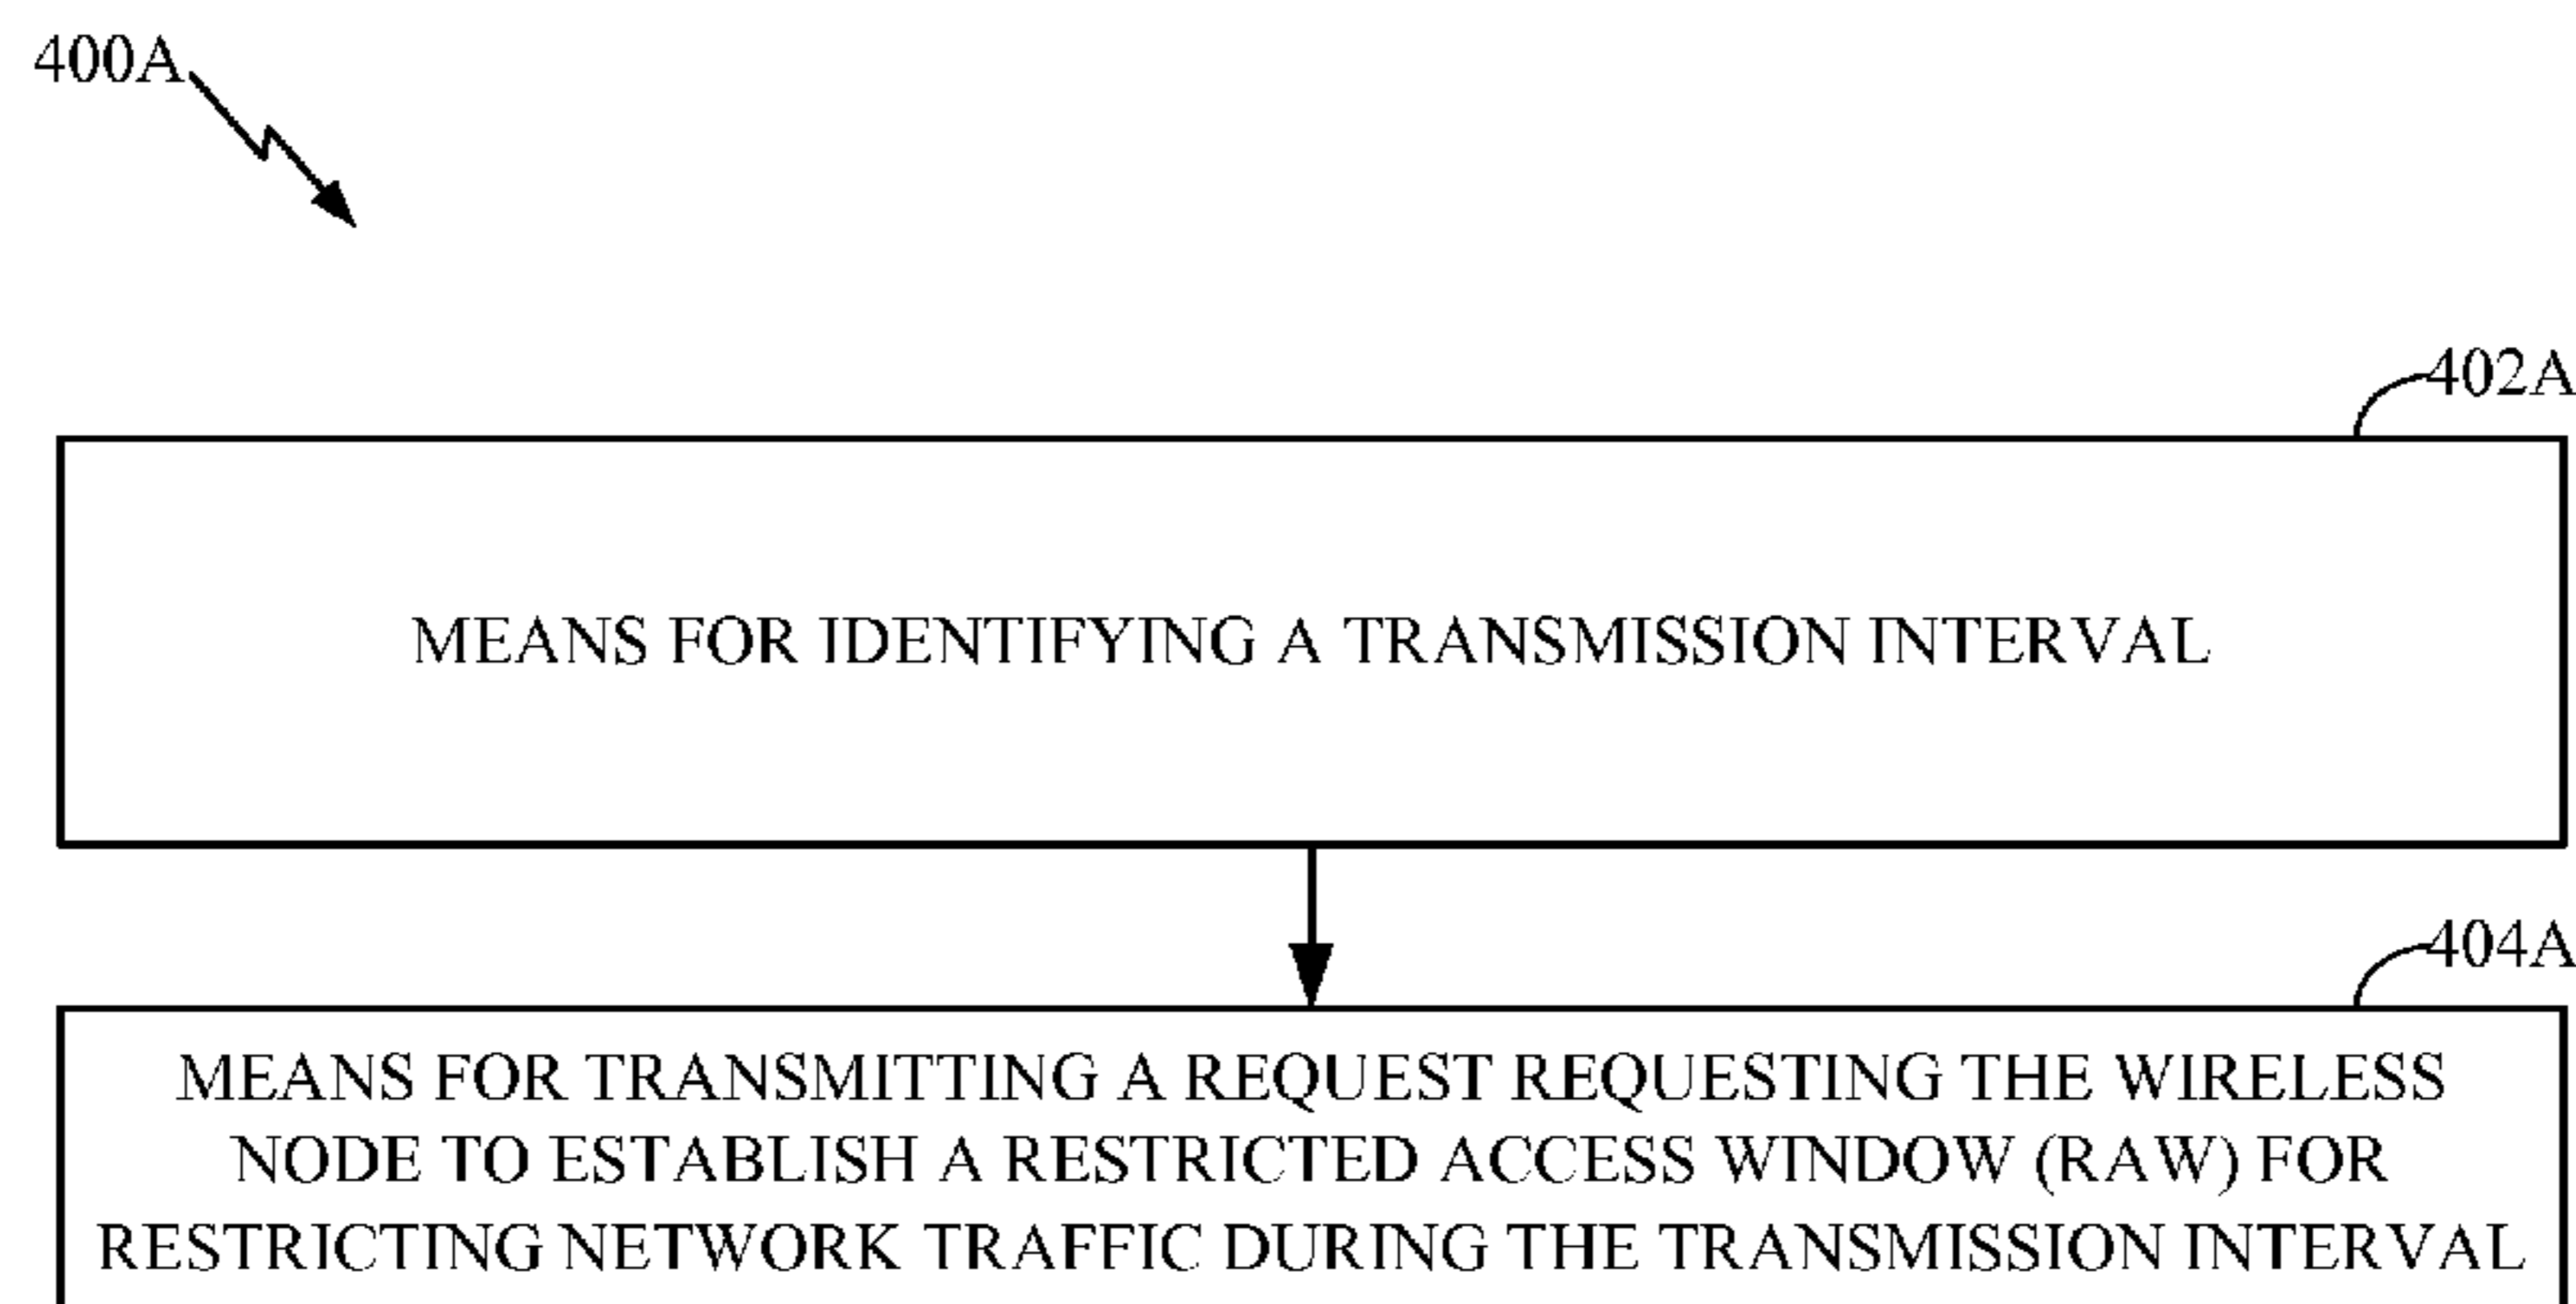 400A
402A
MEANS FOR IDENTIFYING A TRANSMISSION INTERVAL
404A
MEANS FOR TRANSMITTING A REQUEST REQUESTING THE WIRELESS
NODE TO ESTABLISH A RESTRICTED ACCESS WINDOW (RAW) FOR
RESTRICTING NETWORK TRAFFIC DURING THE TRANSMISSION INTERVAL